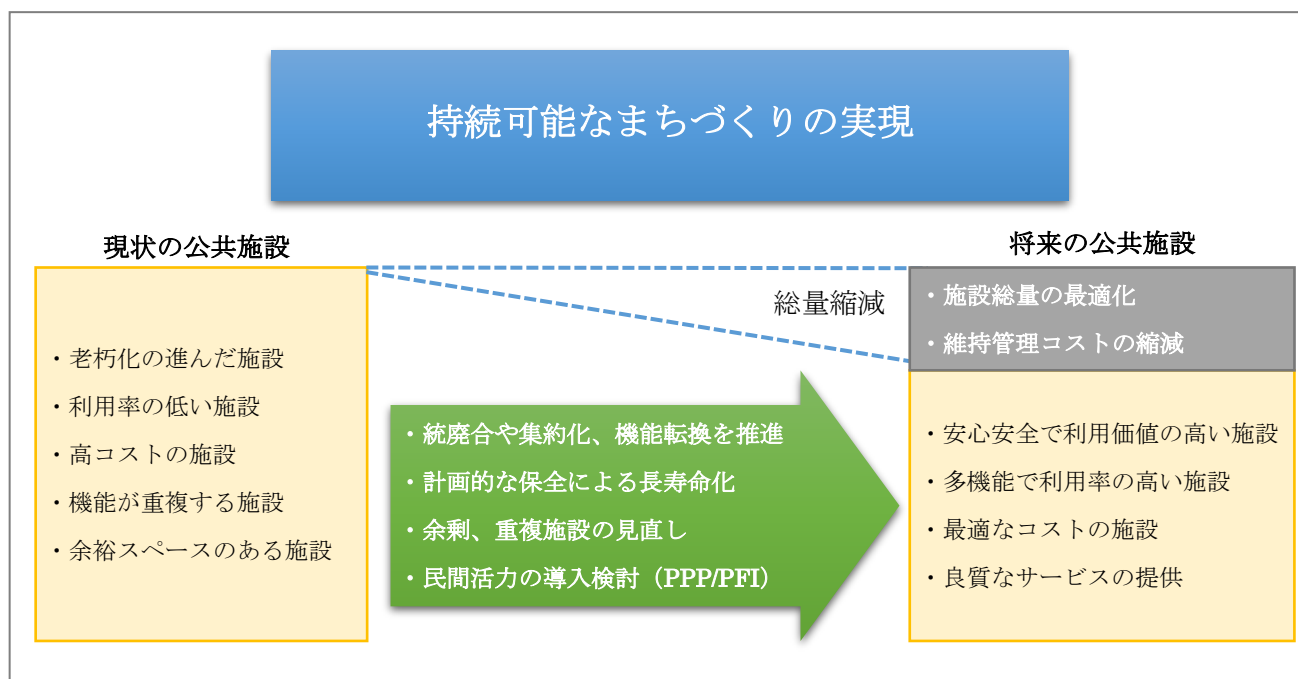 持続可能なまちづくりの実現
現状の公共施設
・老朽化の進んだ施設
・利用率の低い施設
・高コストの施設
・機能が重複する施設
・余裕スペースのある施設
総量縮減
・統廃合や集約化、機能転換を推進
・計画的な保全による長寿命化
・余剰、重複施設の見直し
・民間活力の導入検討（PPP/PFI）
将来の公共施設
・施設総量の最適化
・維持管理コストの縮減
・安心安全で利用価値の高い施設
・多機能で利用率の高い施設
・最適なコストの施設
・良質なサービスの提供